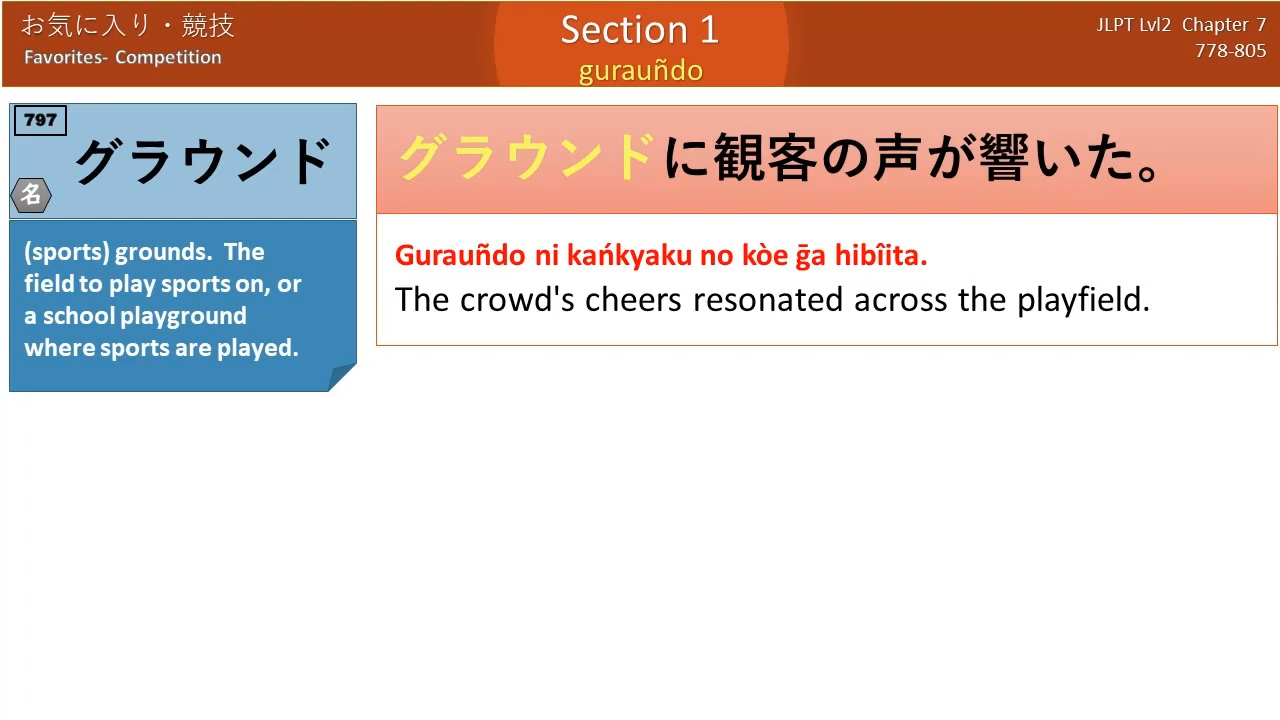 お気に入り・競技
Favorites- Competition
Section 1
gurauñdo
JLPT Lvl2 Chapter 7
778-805
797
グラウンド
名
(sports) grounds. The
field to play sports on, or
a school playground
where sports are played.
グラウンドに観客の声が響いた。
Gurauñdo ni kańkyaku no kòe ḡa hibîita.
The crowd's cheers resonated across the playfield.